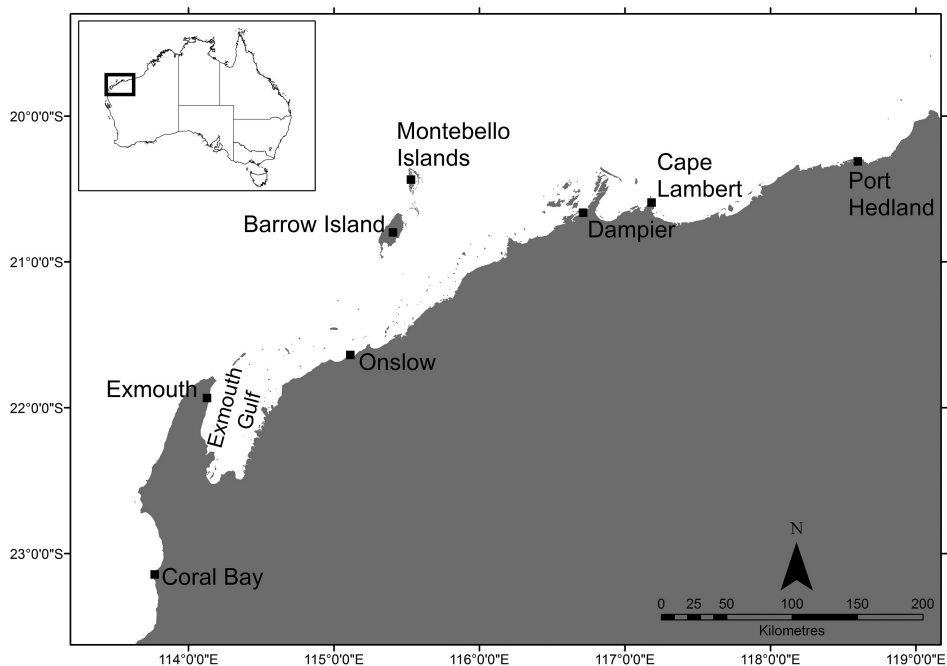 20°0'0"S
21°0'0"S
22°0'0"S
23°0'0"S
Montebello
Islands
Barrow Island
Cape
Lambert
Port
Hedland
Dampier
Onslow
Exmouth
Exmouth
Gulf
Coral Bay
N
0 25 50 100 150 200
Kilometres
114°0'0"E 115°0'0"E 116°0'0"E 117°0'0"E 118°0'0"E 119°0'0"E